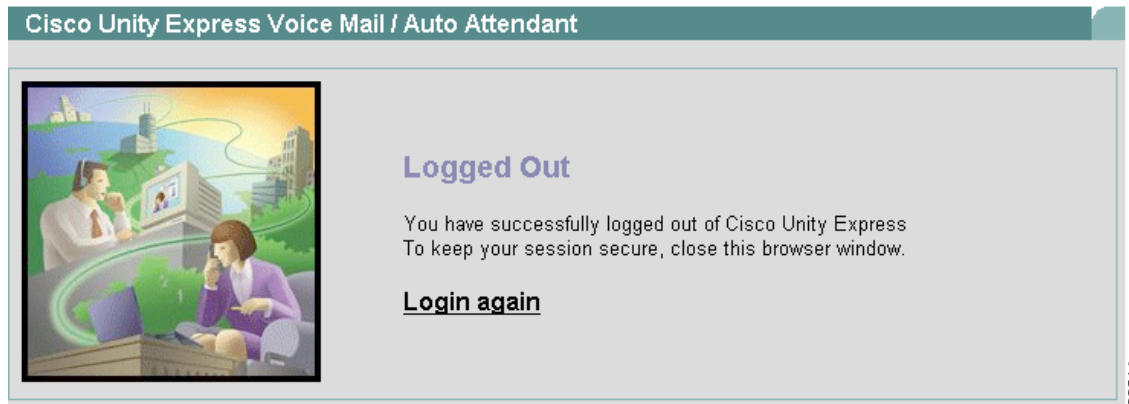 Cisco Unity Express Voice Mail / Auto Attendant
Logged Out
You have successfully logged out of Cisco Unity Express
To keep your session secure, close this browser window.
Login again